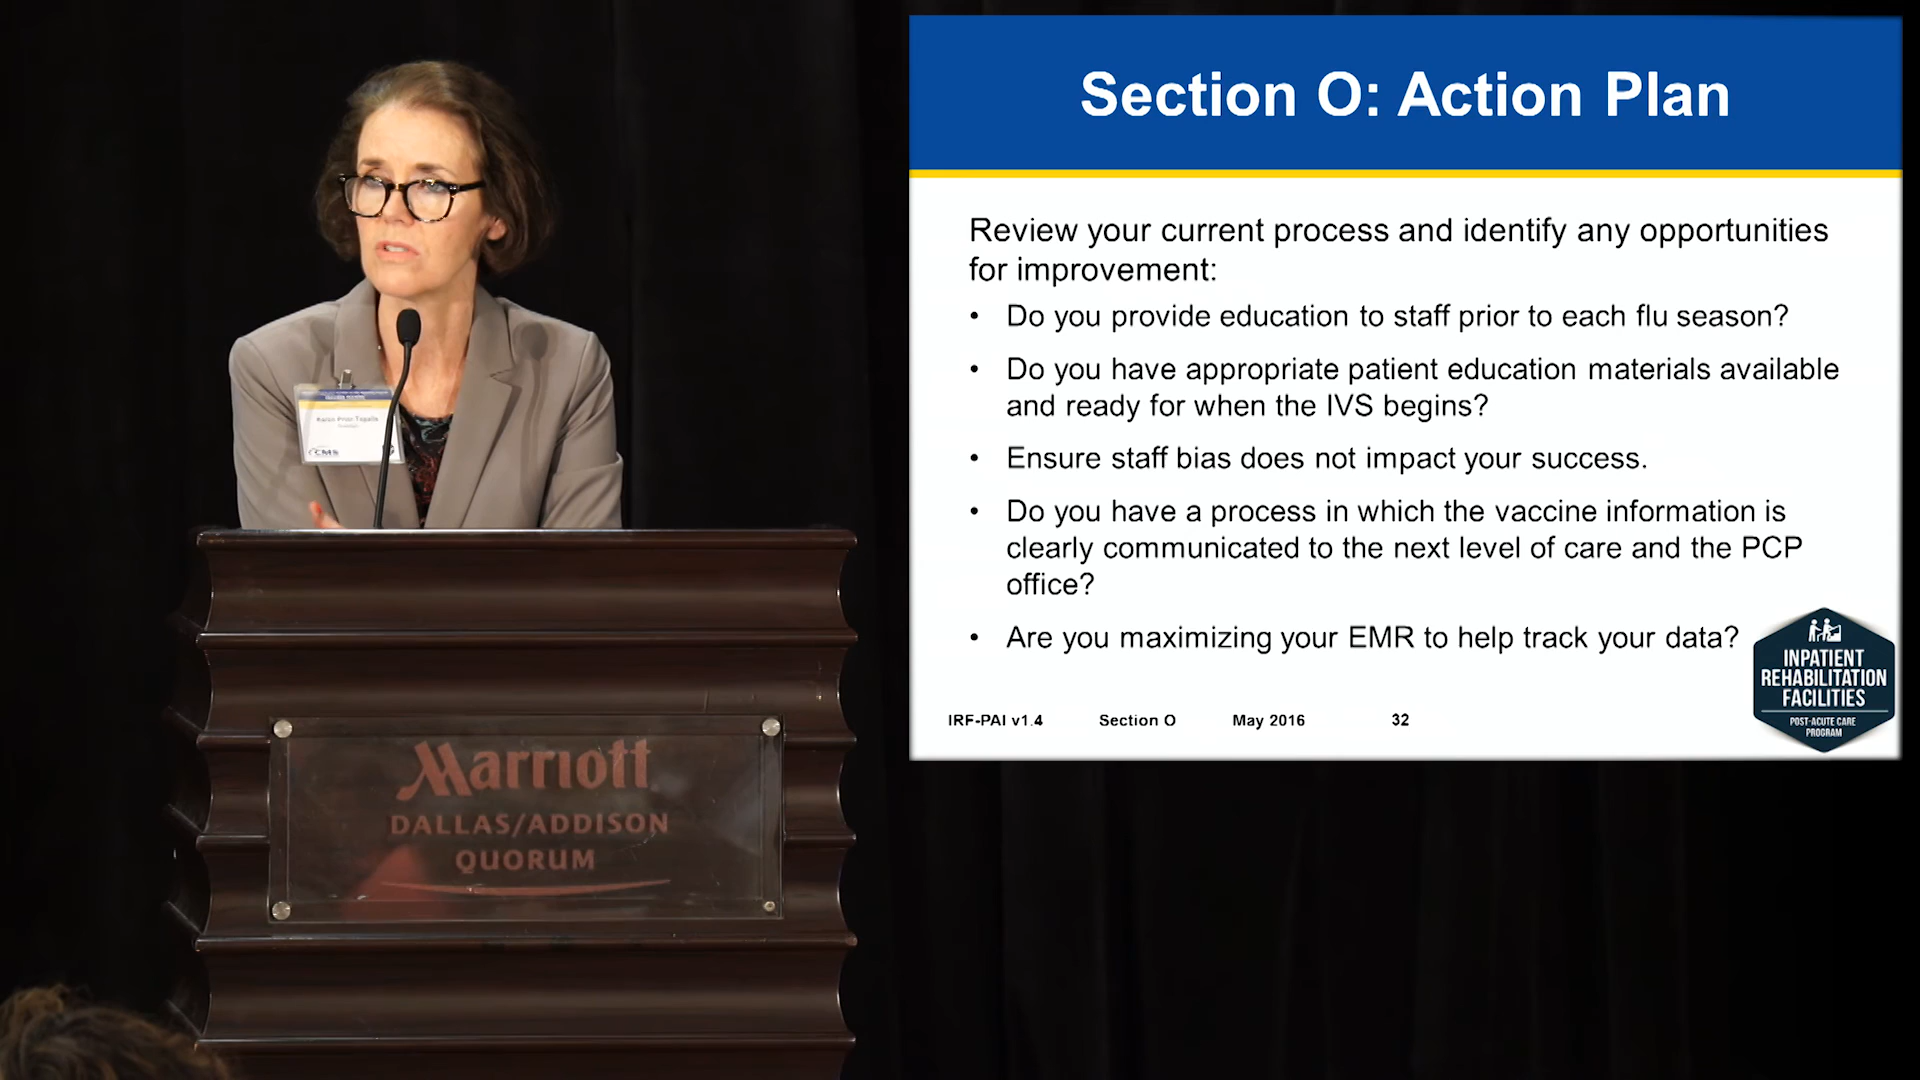 Section O: Action Plan
Review your current process and identify any opportunities
for improvement:
• Do you provide education to staff prior to each flu season?
• Do you have appropriate patient education materials available
and ready for when the IVS begins?
• Ensure staff bias does not impact your success.
• Do you have a process in which the vaccine information is
clearly communicated to the next level of care and the PCP
office?
• Are you maximizing your EMR to help track your data?
IRF-PAI v1.4 Section O May 2016 32
INPATIENT
REHABILITATION
FACILITIES
POST-ACUTE CARE
PROGRAM
Karen Prior-Topalis
CMS
Marriott
DALLAS/ADDISON
QUORUM